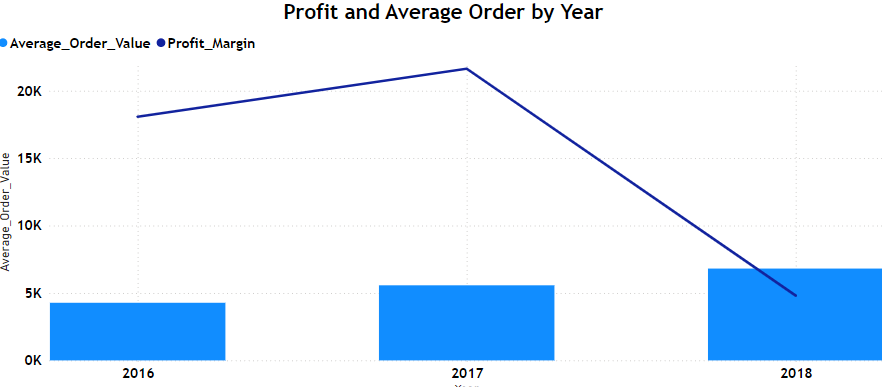 Profit and Average Order by Year
Average_Order_Value Profit_Margin
20K
15K
10K
5K
0K
Average_Order_Value
2016 2017 2018